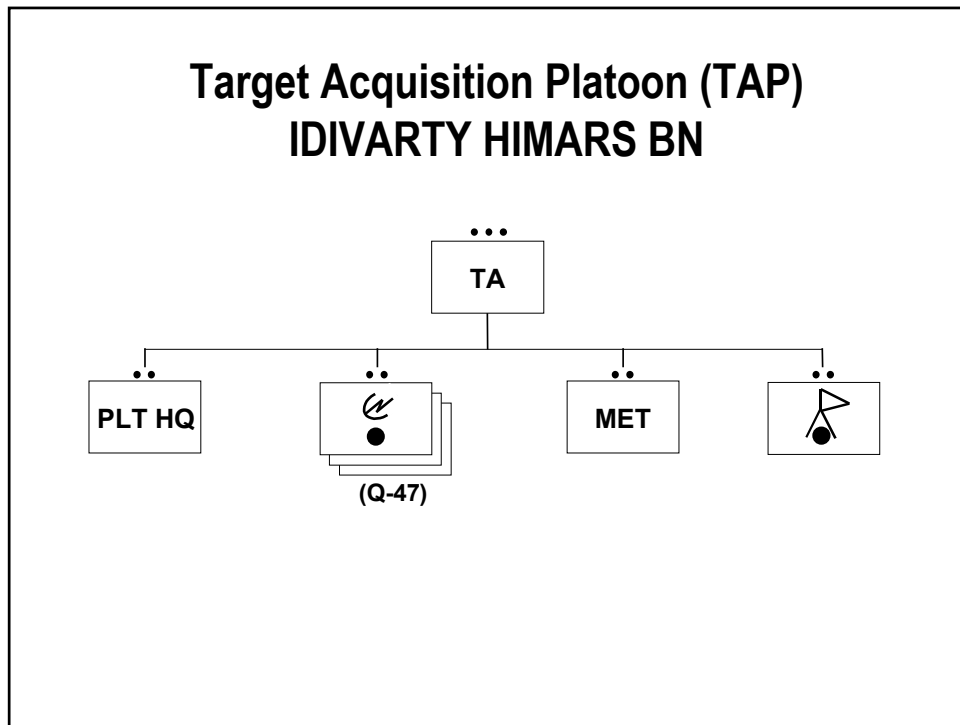 Target Acquisition Platoon (TAP)
IDIVARTY HIMARS BN
TA
PLT HQ
MET
(Q-47)